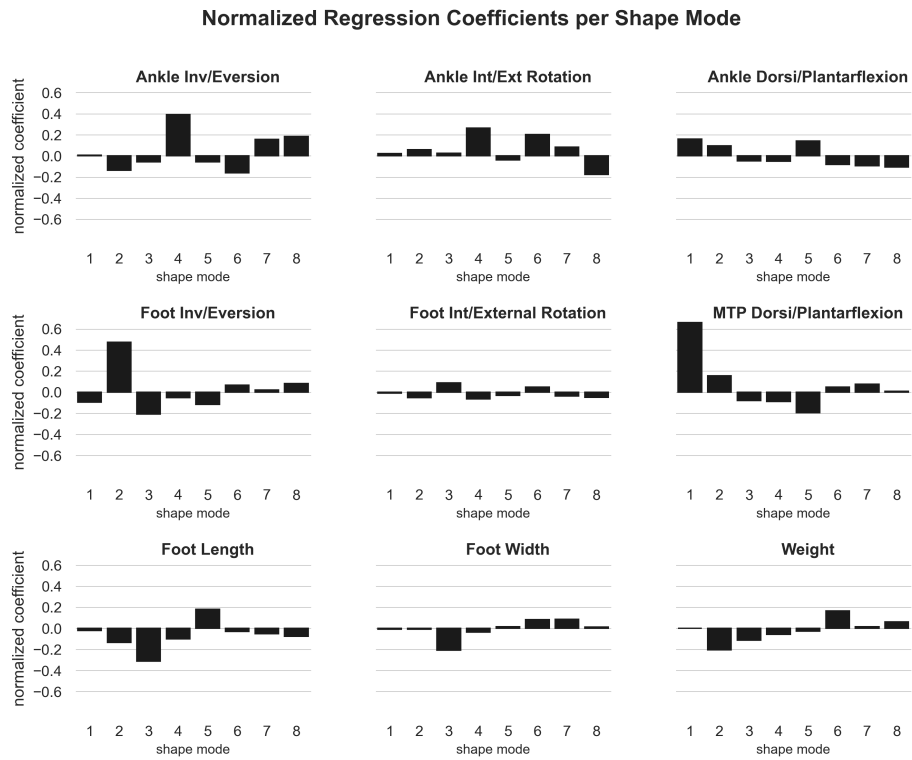 Normalized Regression Coefficients per Shape Mode
Ankle Inv/Eversion
Ankle Int/Ext Rotation
Ankle Dorsi/Plantarflexion
normalized coefficient
0.6
0.4
0.2
0.0
−0.2
−0.4
−0.6
1 2 3 4 5 6 7 8
shape mode
1 2 3 4 5 6 7 8
shape mode
1 2 3 4 5 6 7 8
shape mode
Foot Inv/Eversion
Foot Int/External Rotation
MTP Dorsi/Plantarflexion
normalized coefficient
0.6
0.4
0.2
0.0
−0.2
−0.4
−0.6
1 2 3 4 5 6 7 8
shape mode
1 2 3 4 5 6 7 8
shape mode
1 2 3 4 5 6 7 8
shape mode
Foot Length
Foot Width
Weight
normalized coefficient
0.6
0.4
0.2
0.0
−0.2
−0.4
−0.6
1 2 3 4 5 6 7 8
shape mode
1 2 3 4 5 6 7 8
shape mode
1 2 3 4 5 6 7 8
shape mode